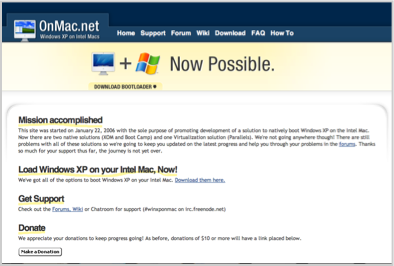 OnMac.net
Windows XP on Intel Macs
Home Support Forum Wiki Download FAQ How To
+ Now Possible.
DOWNLOAD BOOTLOADER
Mission accomplished
This site was started on January 22, 2006 with the sole purpose of promoting development of a solution to natively boot Windows XP on the Intel Mac.
Now there are two native solutions (XOM and Boot Camp) and one Virtualization solution (Parallels). We're not going anywhere though! There are still
problems with all of these solutions so we're going to keep you updated on the latest progress and help you through your problems in the forums. Thanks
so much for your support thus far, the journey is not yet over.
Load Windows XP on your Intel Mac, Now!
We've got all of the options to boot Windows XP on your Intel Mac. Download them here.
Get Support
Check out the Forums, Wiki or Chatroom for support (#winxponmac on irc.freenode.net)
Donate
We appreciate your donations to keep progress going! As before, donations of $10 or more will have a link placed below.
Make a Donation